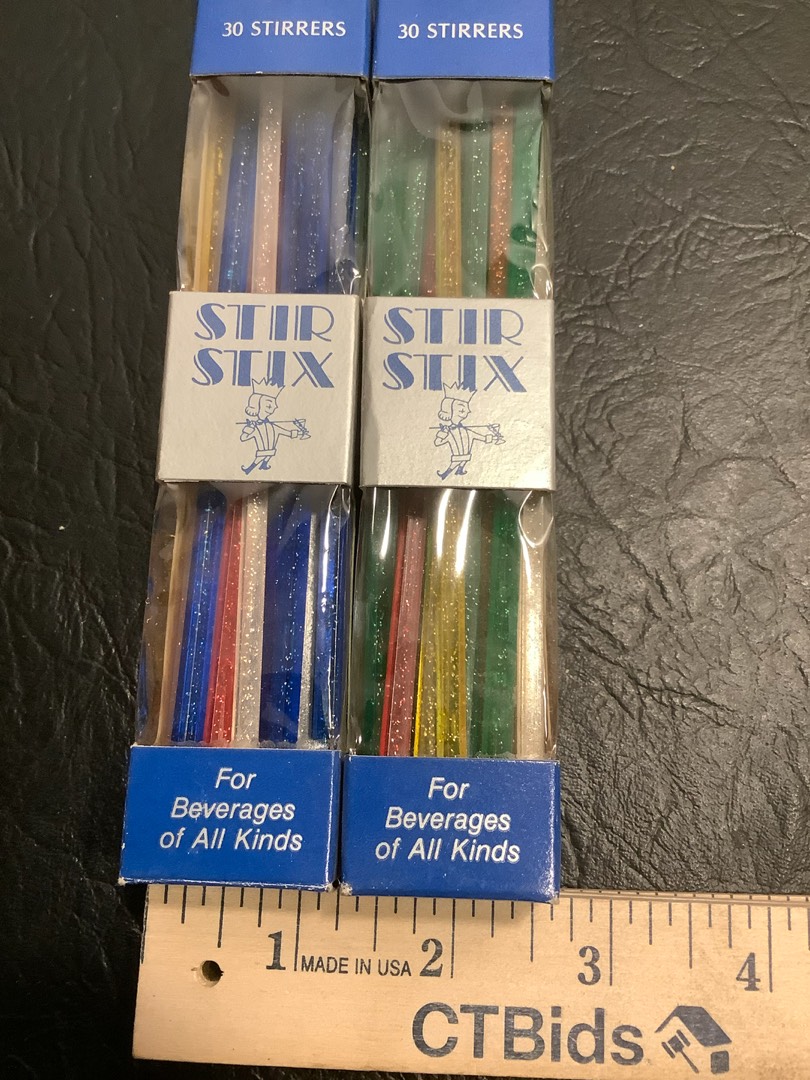 30 STIRRERS
30 STIRRERS
STIR
STIX
STIR
STIX
For
Beverages
of All Kinds
For
Beverages
of All Kinds
1 MADE IN USA 2 3 4
CTBids